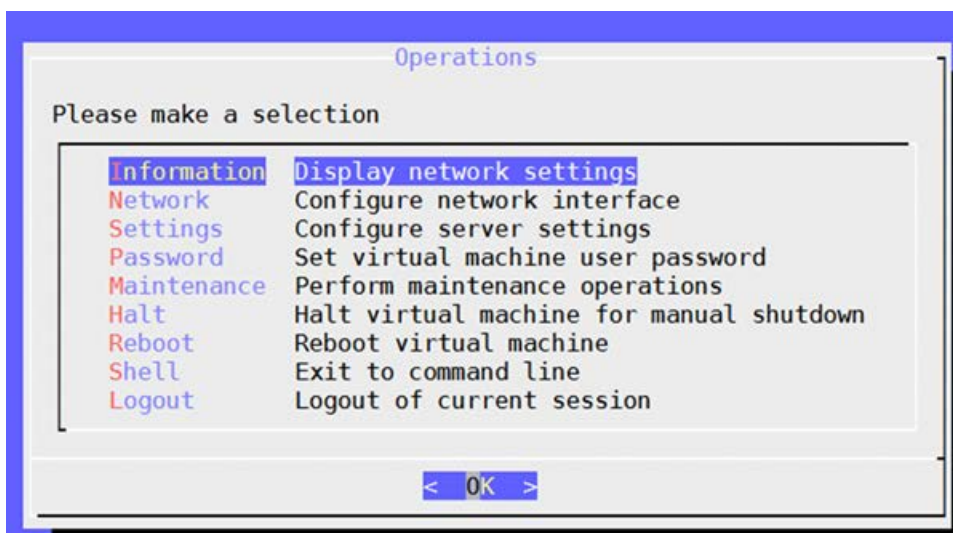 Operations
Please make a selection
Information Display network settings
Network Configure network interface
Settings Configure server settings
Password Set virtual machine user password
Maintenance Perform maintenance operations
Halt Halt virtual machine for manual shutdown
Reboot Reboot virtual machine
Shell Exit to command line
Logout Logout of current session
< OK >